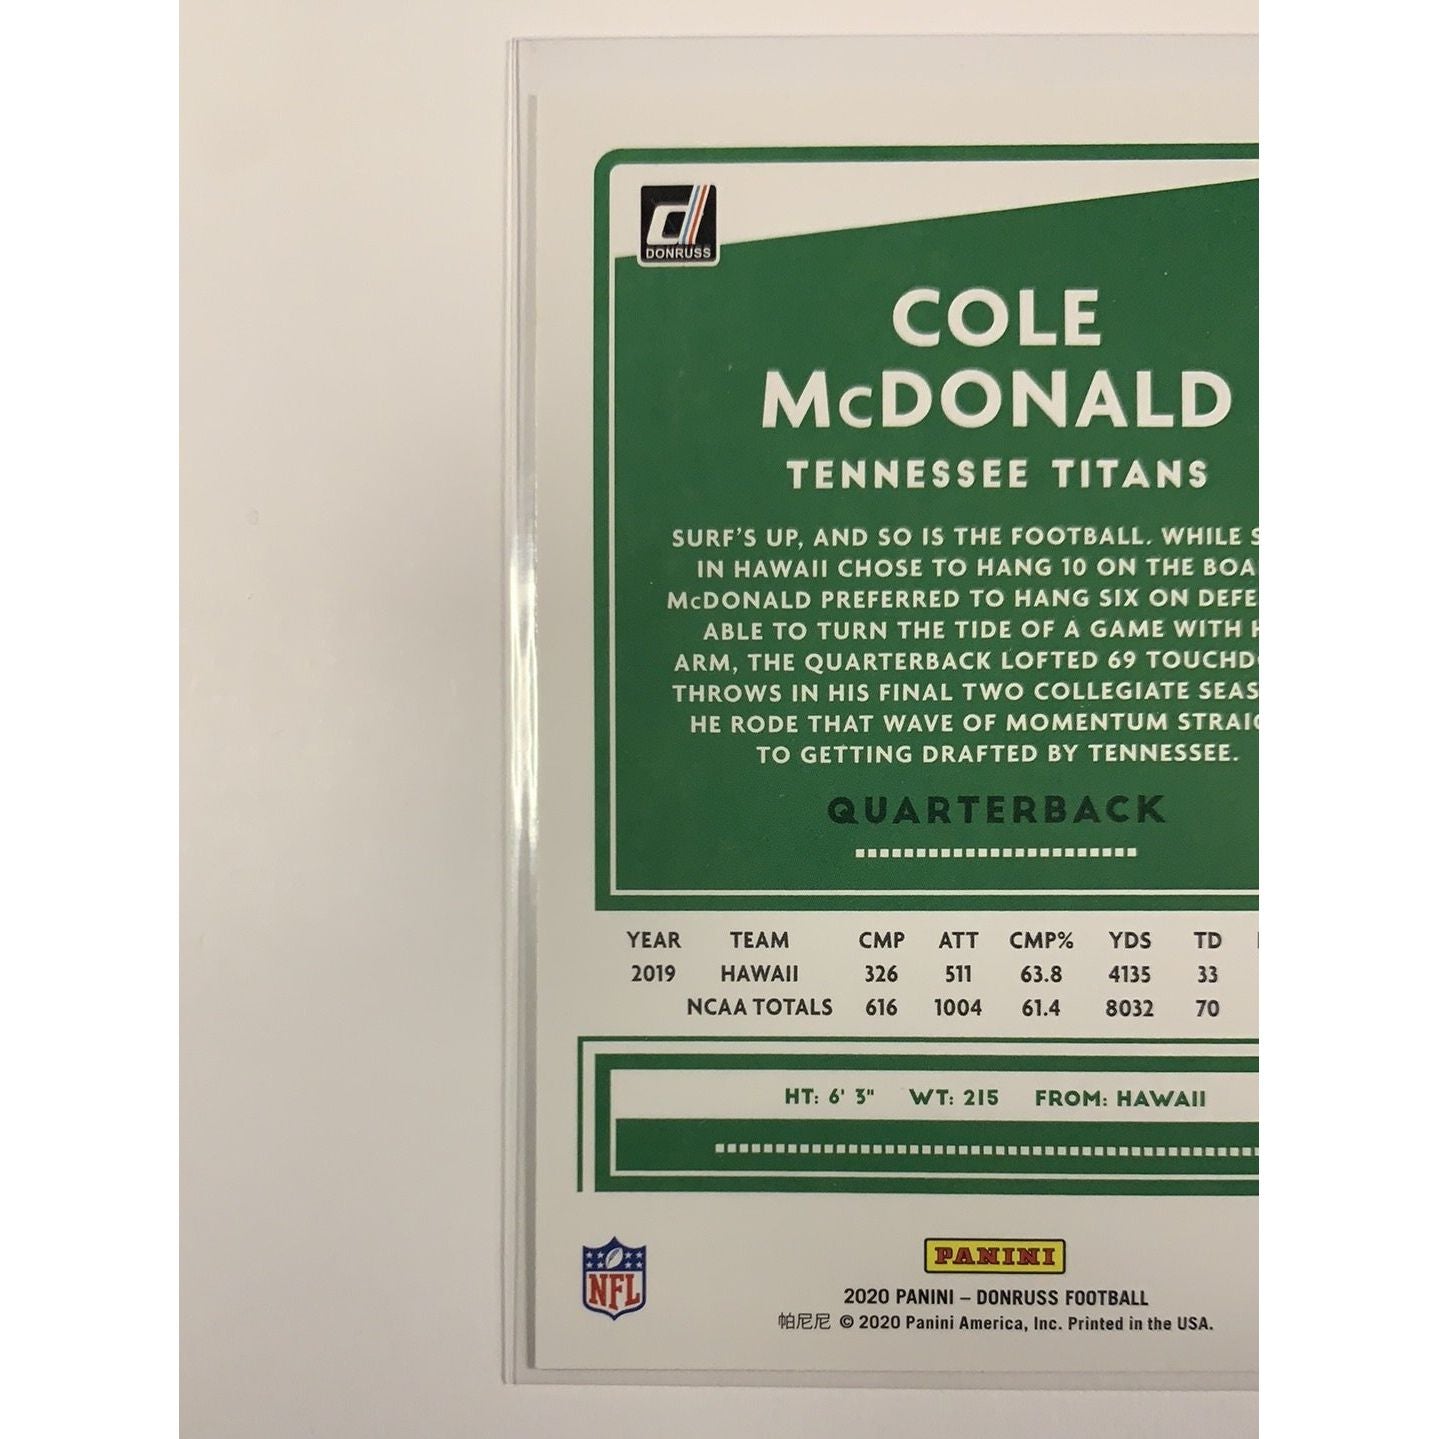 DONRUSS
COLE
McDONALD
TENNESSEE TITANS
SURF'S UP, AND SO IS THE FOOTBALL. WHILE
IN HAWAII CHOSE TO HANG 10 ON THE
McDONALD PREFERRED TO HANG SIX ON
ABLE TO TURN THE TIDE OF A GAME WITH
ARM, THE QUARTERBACK LOFTED 69
THROWS IN HIS FINAL TWO COLLEGIATE
HE RODE THAT WAVE OF MOMENTUM
TO GETTING DRAFTED BY TENNESSEE.
QUARTERBACK
YEAR TEAM CMP ATT CMP% YDS TD
2019 HAWAII 326 511 63.8 4135 33
NCAA TOTALS 616 1004 61.4 8032 70
HT: 6' 3" WT: 215 FROM: HAWAII
NFL
PANINI
2020 PANINI – DONRUSS FOOTBALL
帕尼尼 © 2020 Panini America, Inc. Printed in the USA.